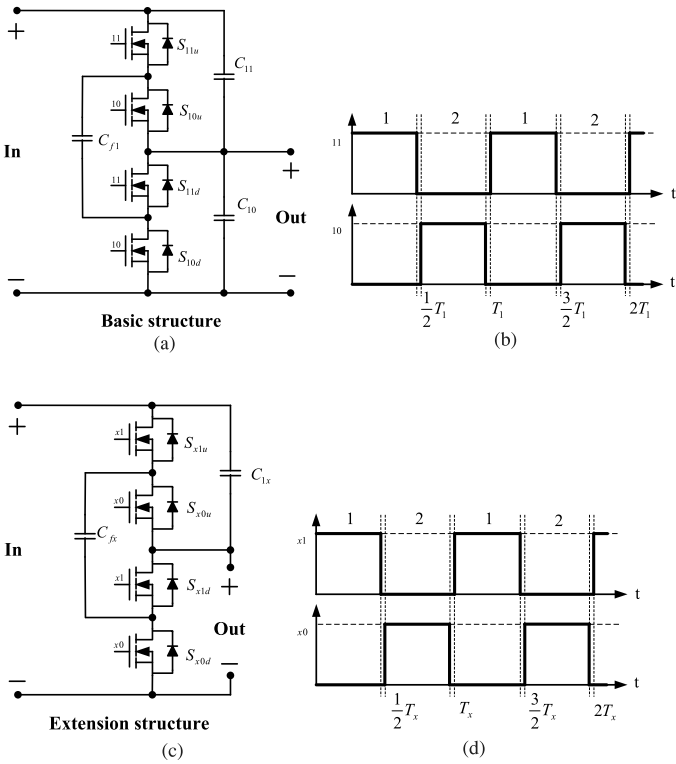 +
11
S11u
C11
10
S10u
Cf1
In
+
11
S11d
C10
Out
10
S10d
−
−
Basic structure
(a)
1 2 1 2
11
t
10
t
1/2 T1 T1 3/2 T1 2T1
(b)
+
x1
Sx1u
C1x
x0
Sx0u
Cfx
In
x1
Sx1d
+
Out
x0
Sx0d
−
−
Extension structure
(c)
1 2 1 2
x1
t
x0
t
1/2 Tx Tx 3/2 Tx 2Tx
(d)